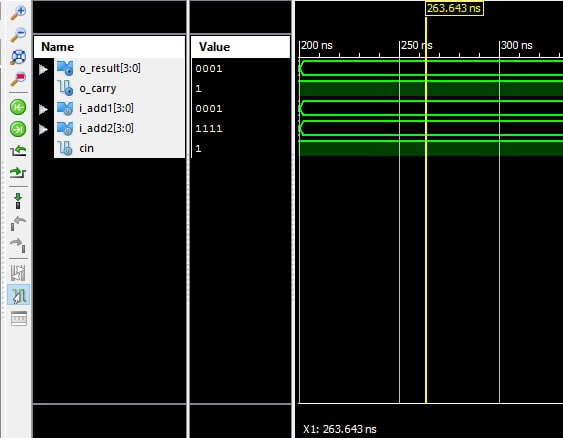 263.643 ns
Name Value
200 ns 250 ns 300 ns
o_result[3:0] 0001
o_carry 1
i_add1[3:0] 0001
i_add2[3:0] 1111
cin 1
X1: 263.643 ns